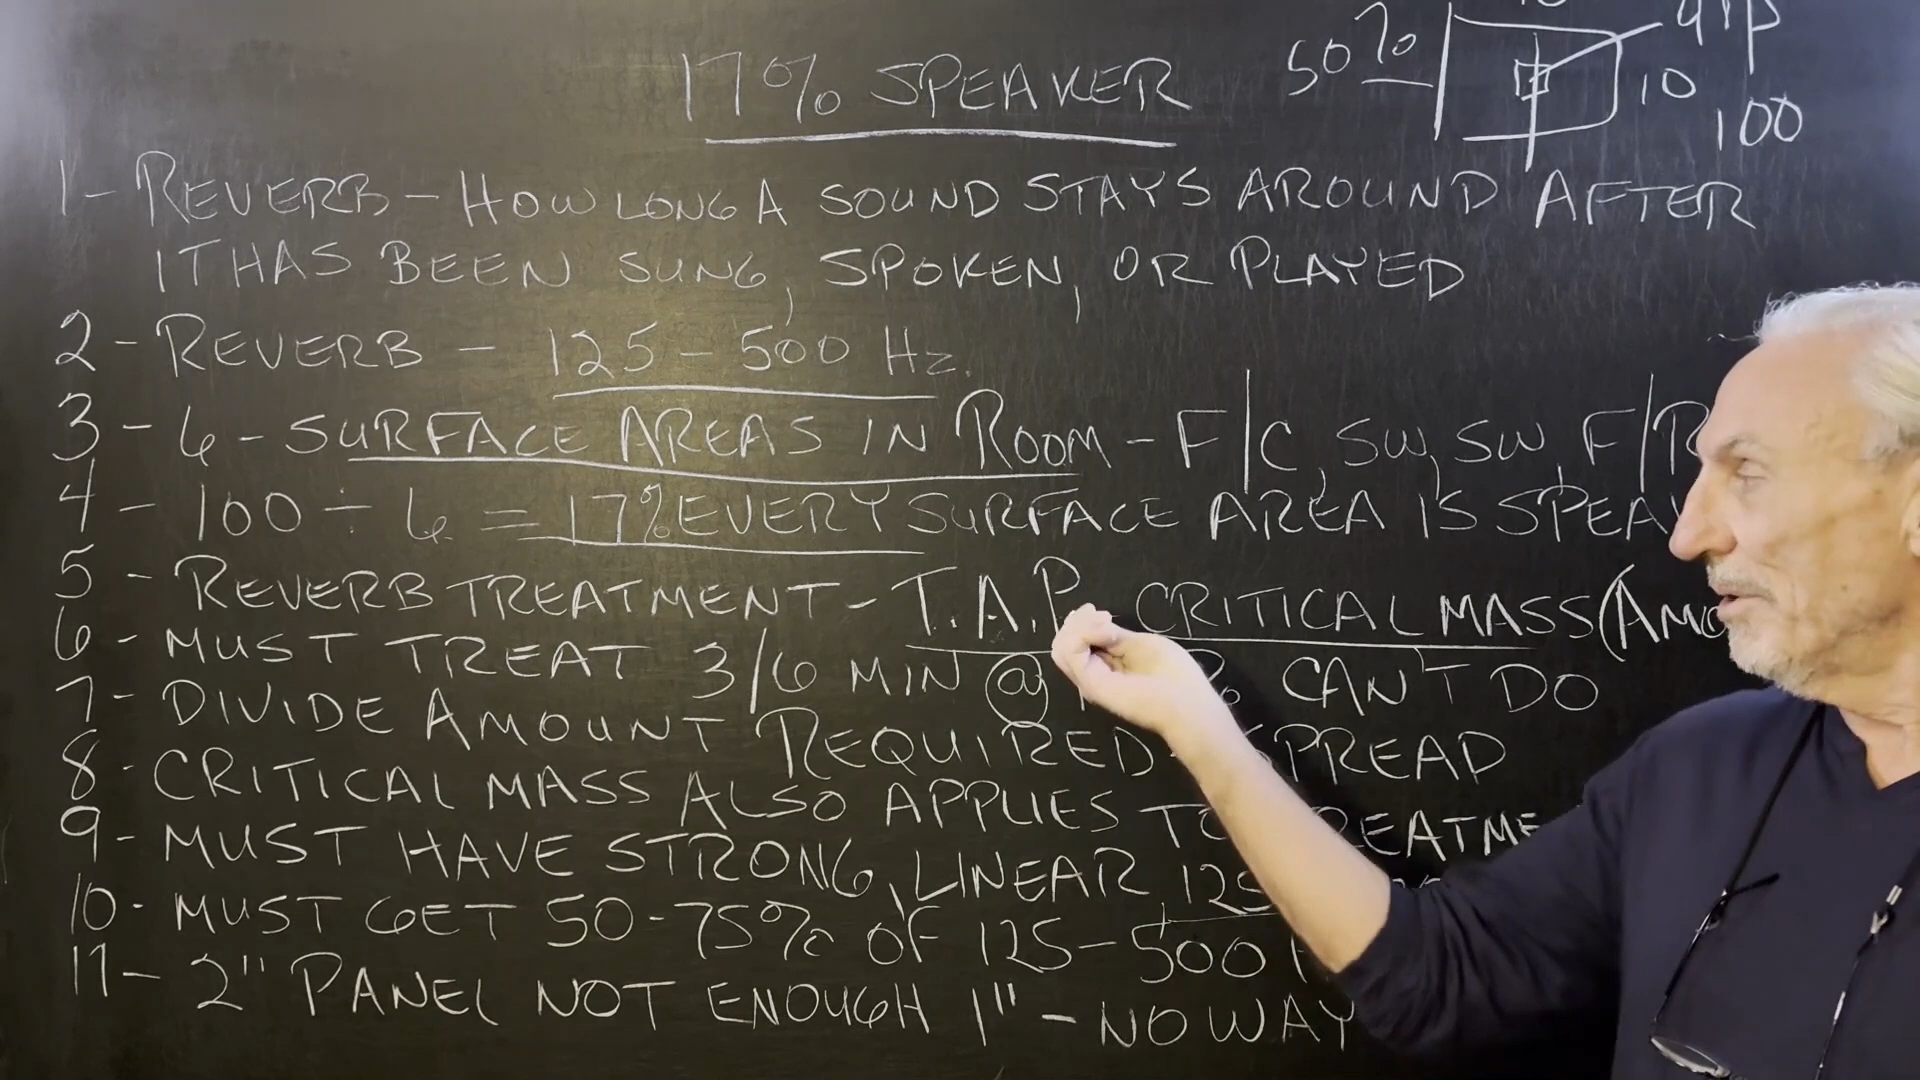 17% SPEAKER
50%
10
100
1- REVERB - HOW LONG A SOUND STAYS AROUND AFTER
IT HAS BEEN SUNG, SPOKEN, OR PLAYED
2 - REVERB - 125 - 500 Hz.
3 - 6 - SURFACE AREAS IN ROOM - F/C, SW, SW, F/R
4 - 100 ÷ 6 = 17% EVERY SURFACE AREA IS
5 - REVERB TREATMENT - T.A.P. CRITICAL MASS
6 - MUST TREAT 3/6 MIN @ CAN'T DO
7 - DIVIDE AMOUNT REQUIRED - SPREAD
8 - CRITICAL MASS ALSO APPLIES
9 - MUST HAVE STRONG, LINEAR 125
10 - MUST GET 50-75% OF 125-500
11 - 2" PANEL NOT ENOUGH 1" - NO WAY